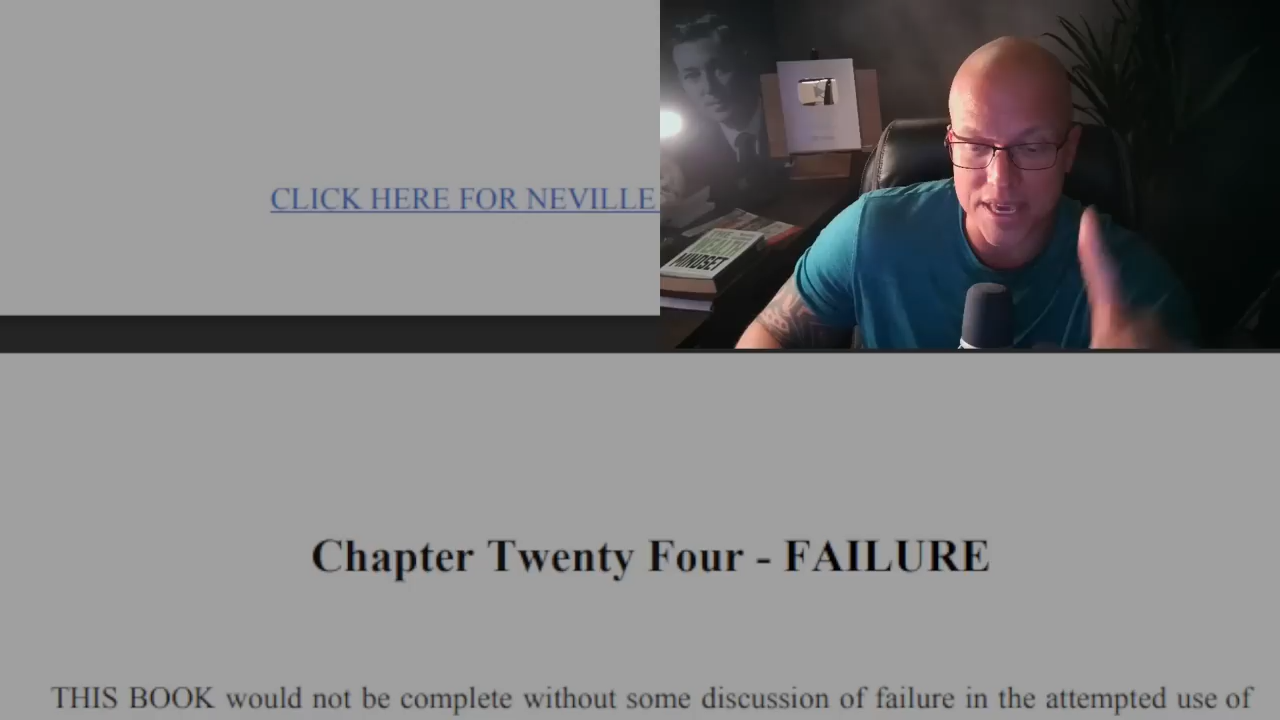 CLICK HERE FOR NEVILLE
MINDSET
Chapter Twenty Four - FAILURE
THIS BOOK would not be complete without some discussion of failure in the attempted use of